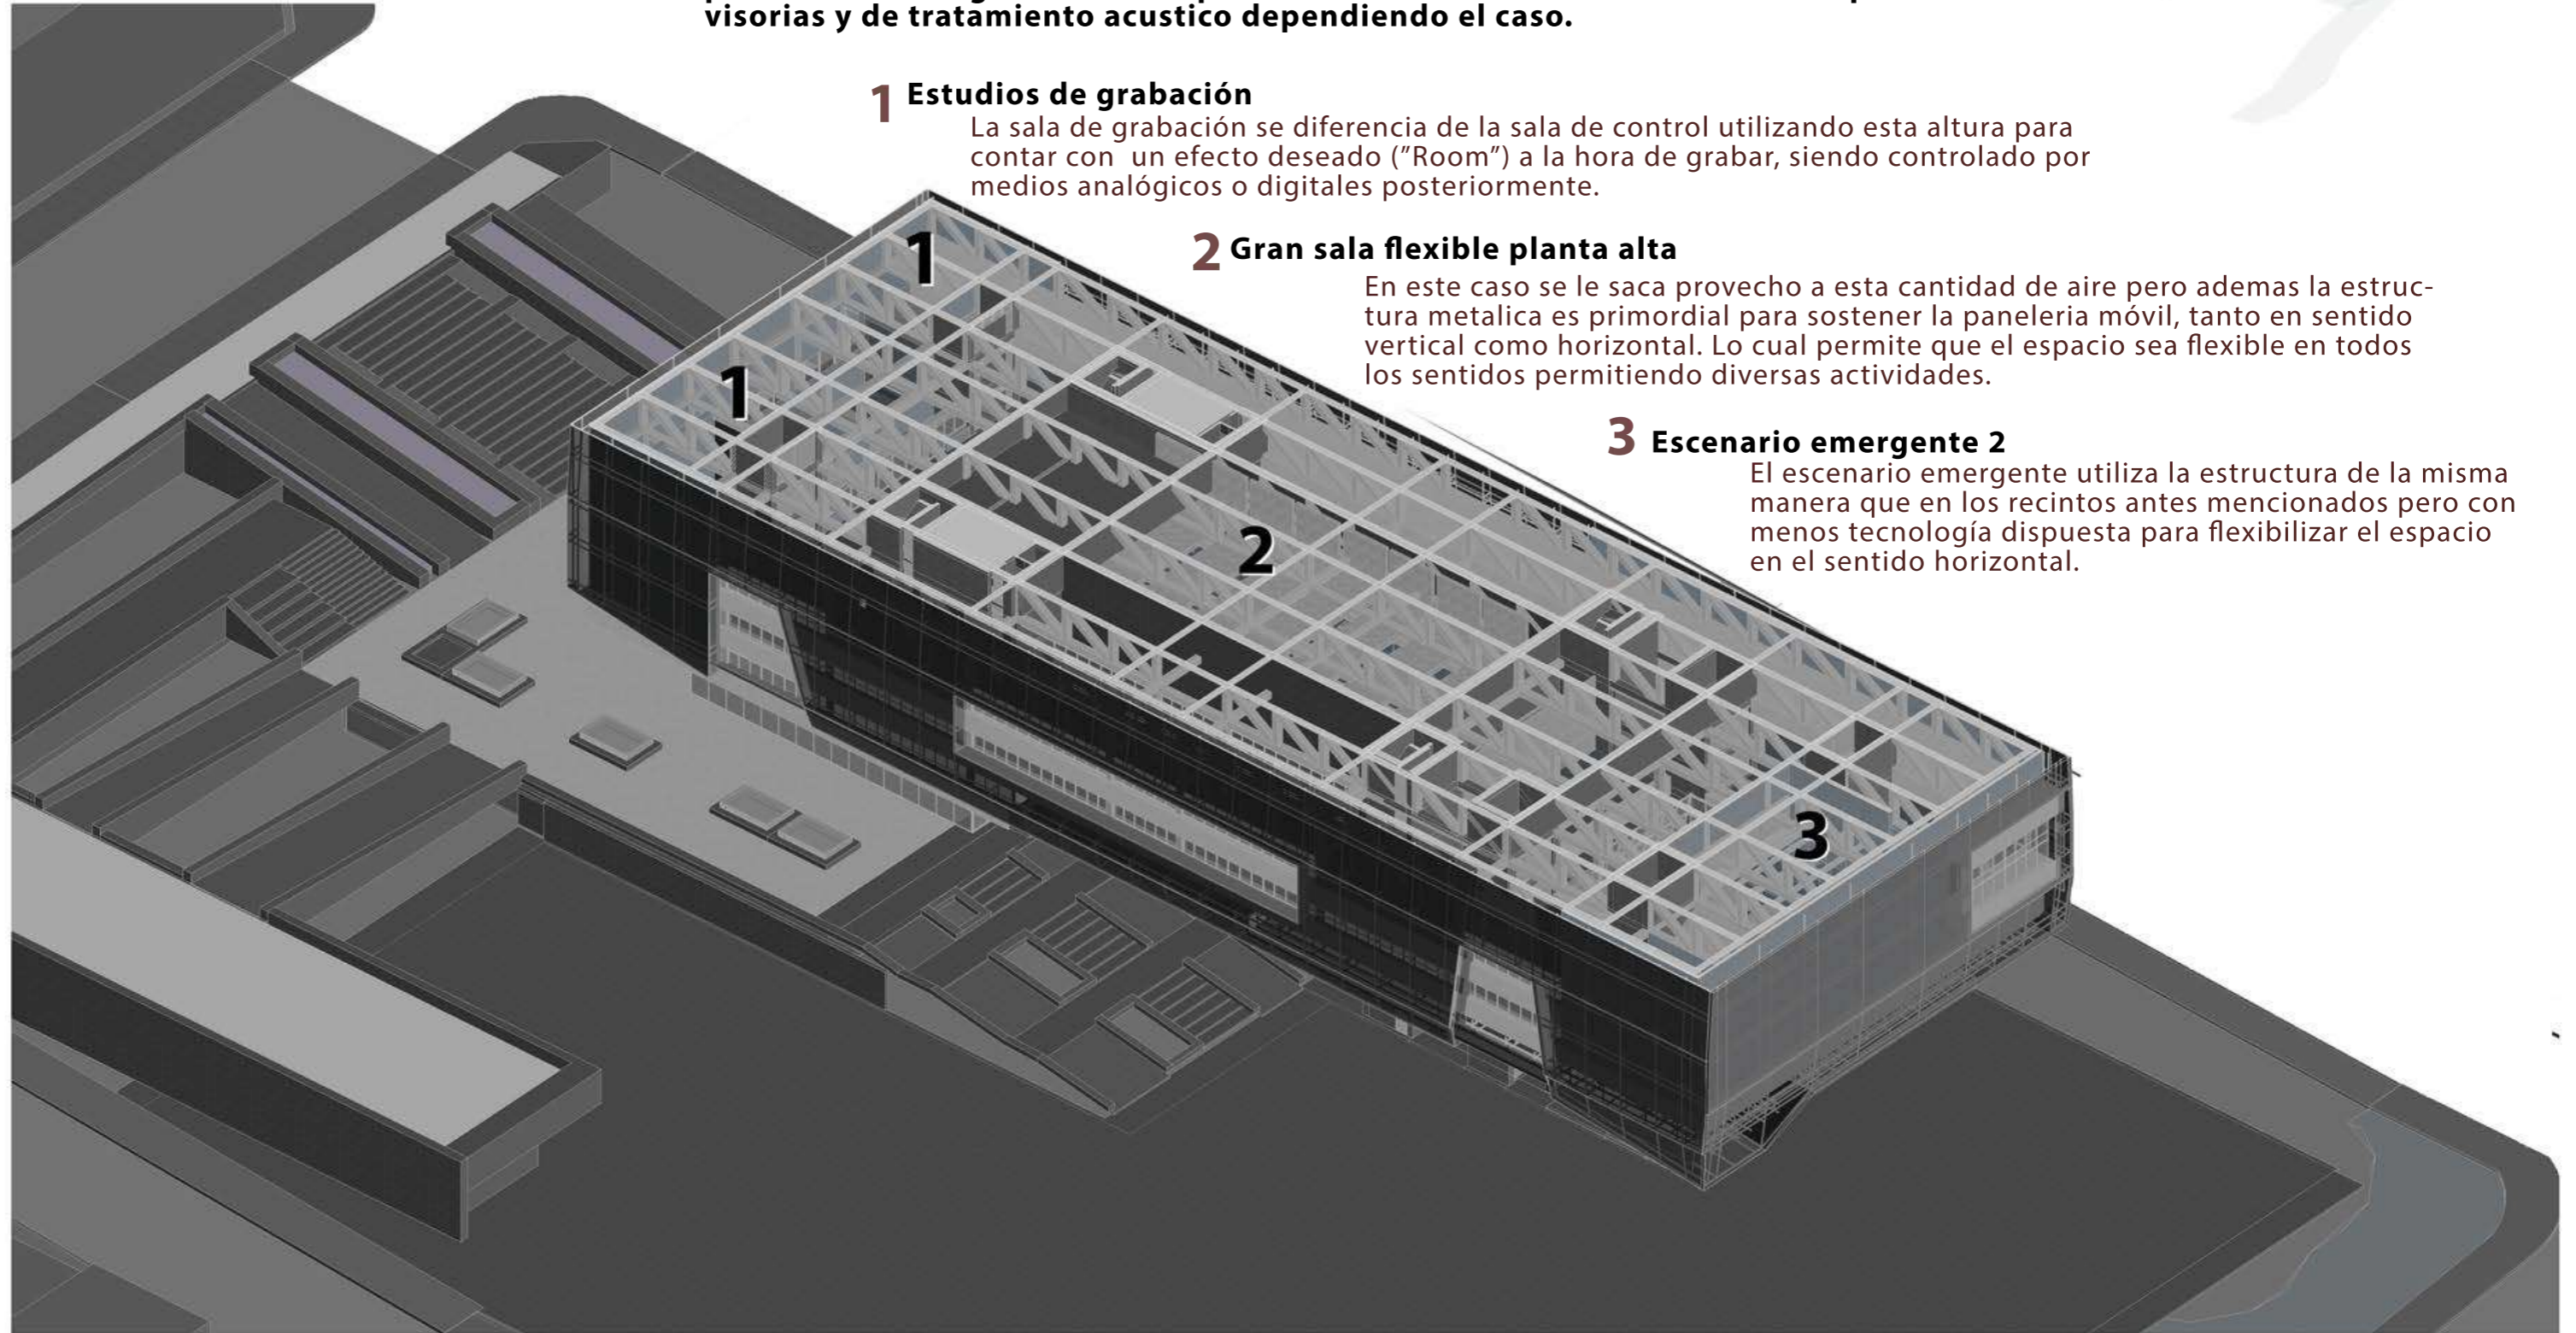 visorias y de tratamiento acustico dependiendo el caso.
1 Estudios de grabación
La sala de grabación se diferencia de la sala de control utilizando esta altura para
contar con  un efecto deseado (”Room”) a la hora de grabar, siendo controlado por
medios analógicos o digitales posteriormente.
2 Gran sala flexible planta alta
En este caso se le saca provecho a esta cantidad de aire pero ademas la estruc-
tura metalica es primordial para sostener la paneleria móvil, tanto en sentido
vertical como horizontal. Lo cual permite que el espacio sea flexible en todos
los sentidos permitiendo diversas actividades.
3 Escenario emergente 2
El escenario emergente utiliza la estructura de la misma
manera que en los recintos antes mencionados pero con
menos tecnología dispuesta para flexibilizar el espacio
en el sentido horizontal.
1
1
2
3